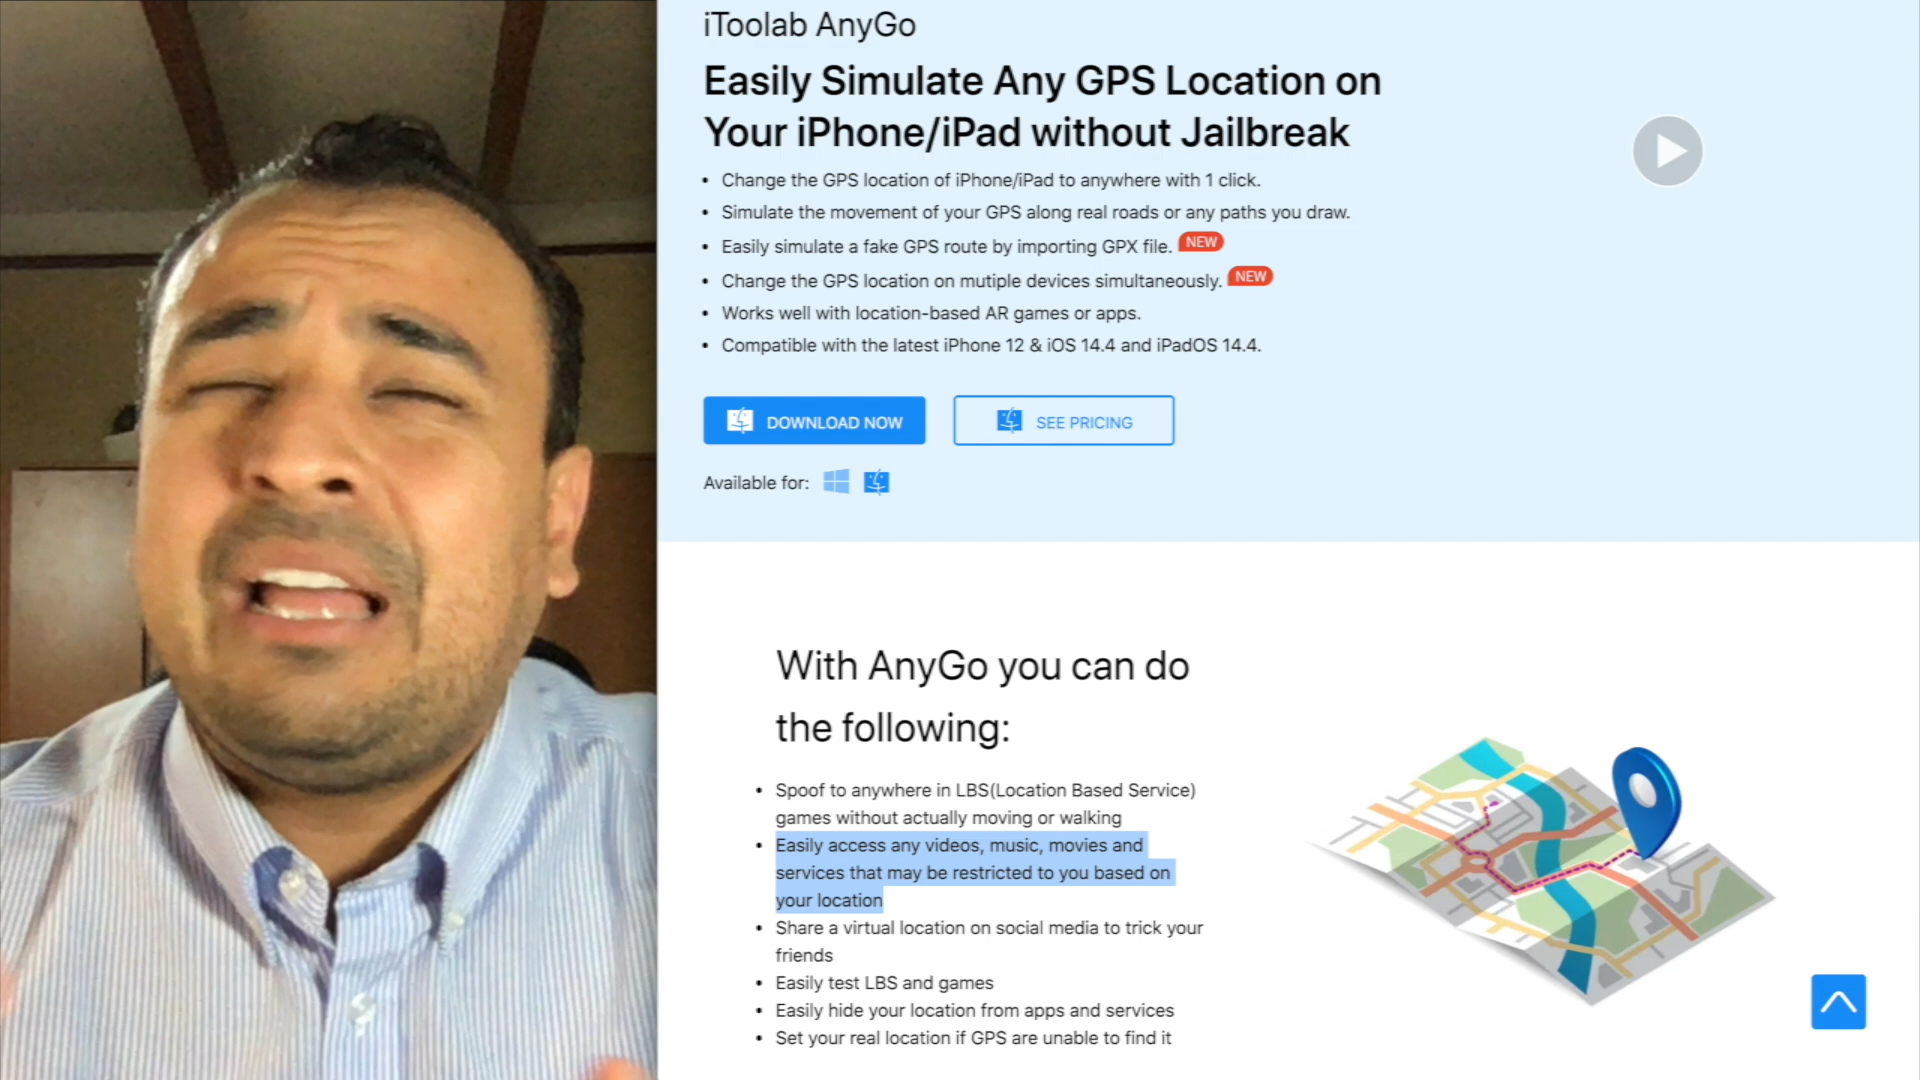 iToolab AnyGo
Easily Simulate Any GPS Location on
Your iPhone/iPad without Jailbreak
• Change the GPS location of iPhone/iPad to anywhere with 1 click.
• Simulate the movement of your GPS along real roads or any paths you draw.
• Easily simulate a fake GPS route by importing GPX file. NEW
• Change the GPS location on mutiple devices simultaneously. NEW
• Works well with location-based AR games or apps.
• Compatible with the latest iPhone 12 & iOS 14.4 and iPadOS 14.4.
DOWNLOAD NOW
SEE PRICING
Available for:
With AnyGo you can do
the following:
• Spoof to anywhere in LBS(Location Based Service)
games without actually moving or walking
• Easily access any videos, music, movies and
services that may be restricted to you based on
your location
• Share a virtual location on social media to trick your
friends
• Easily test LBS and games
• Easily hide your location from apps and services
• Set your real location if GPS are unable to find it